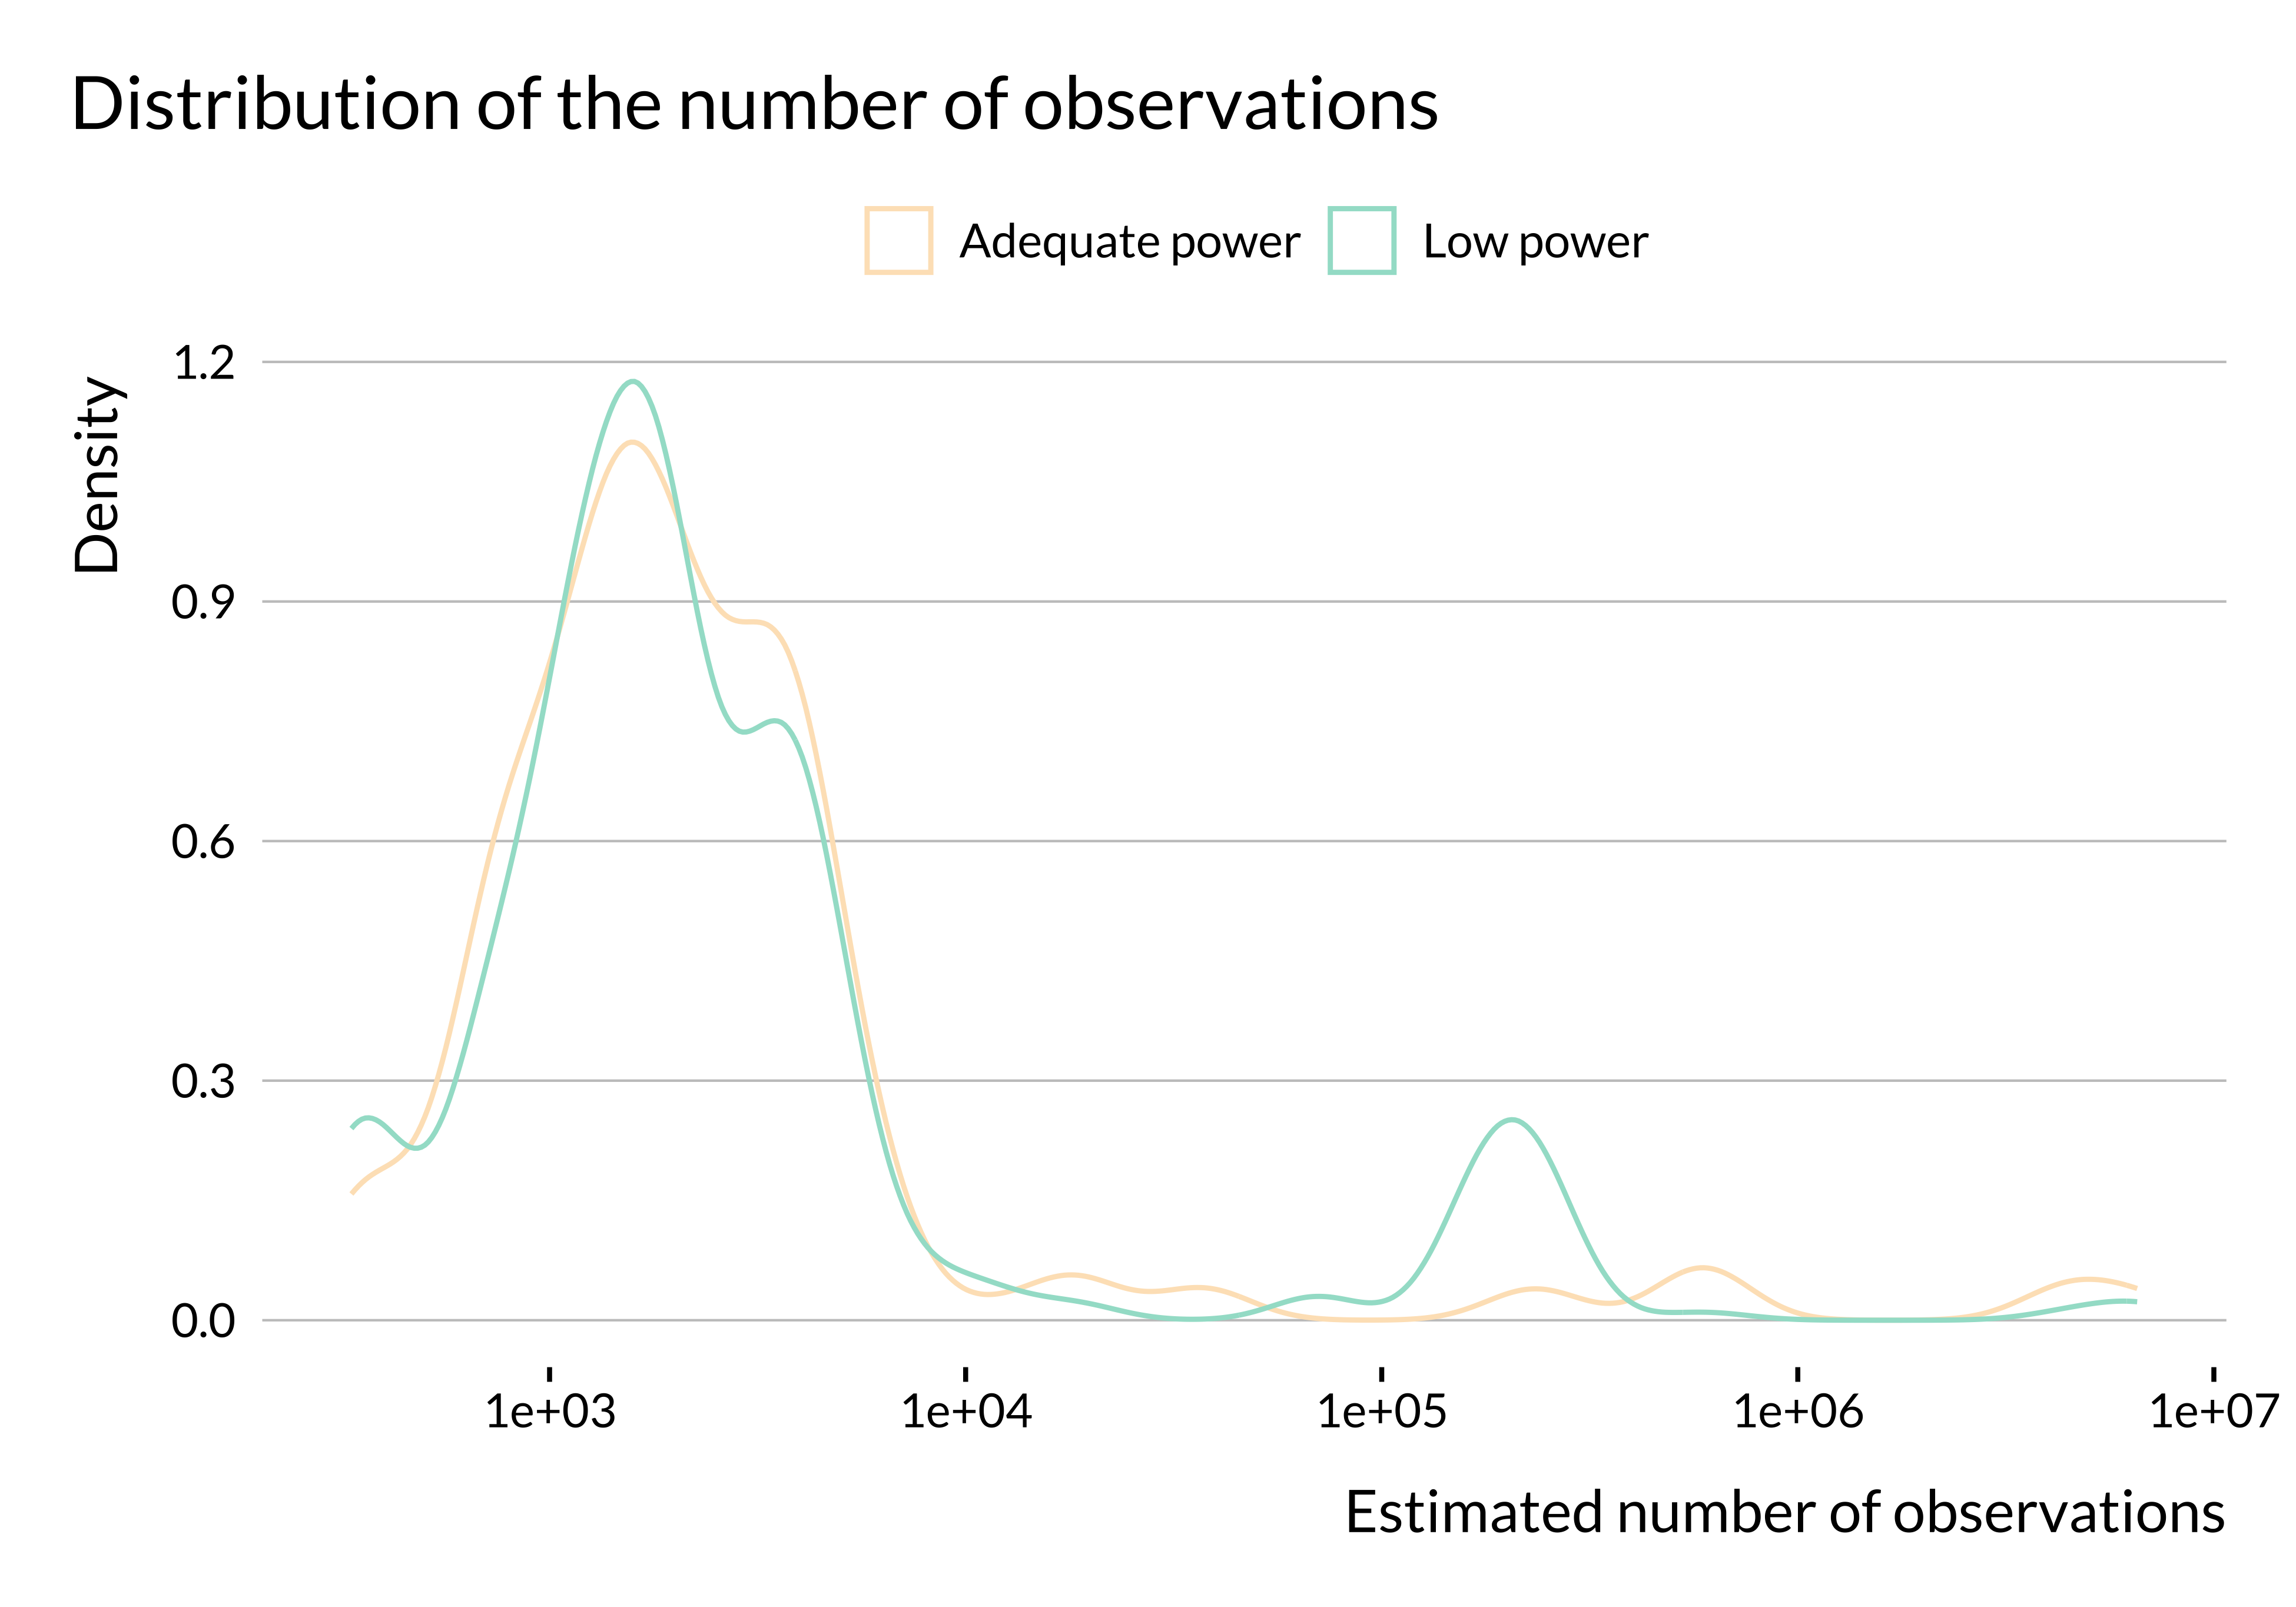 Distribution of the number of observations
Adequate power
Low power
Density
1.2
0.9
0.6
0.3
0.0
1e+03
1e+04
1e+05
1e+06
1e+07
Estimated number of observations